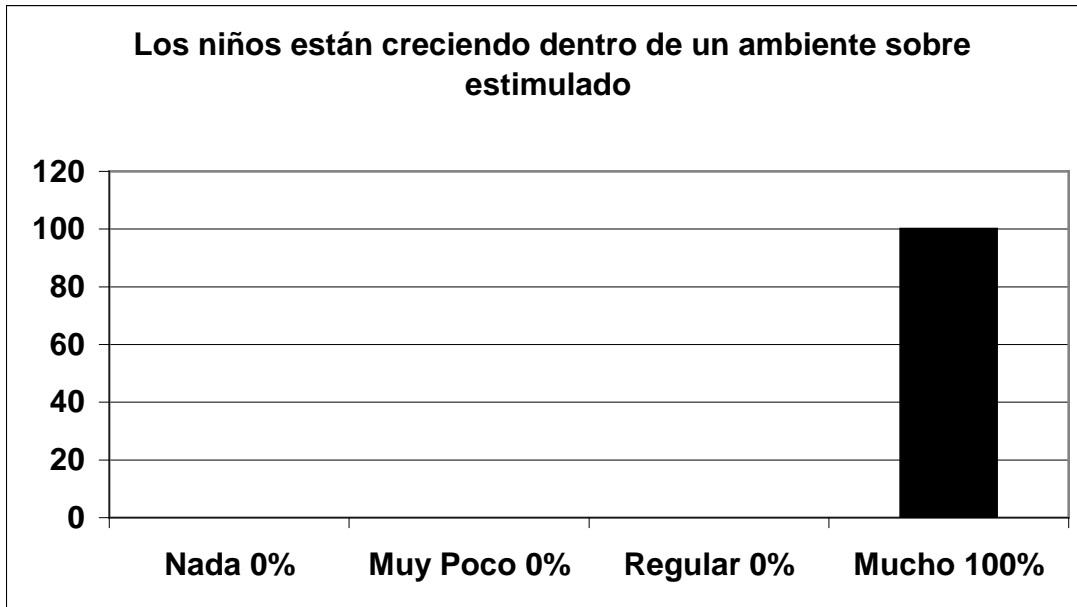 Los niños están creciendo dentro de un ambiente sobre
estimulado
120
100
80
60
40
20
0
Nada 0% Muy Poco 0% Regular 0% Mucho 100%